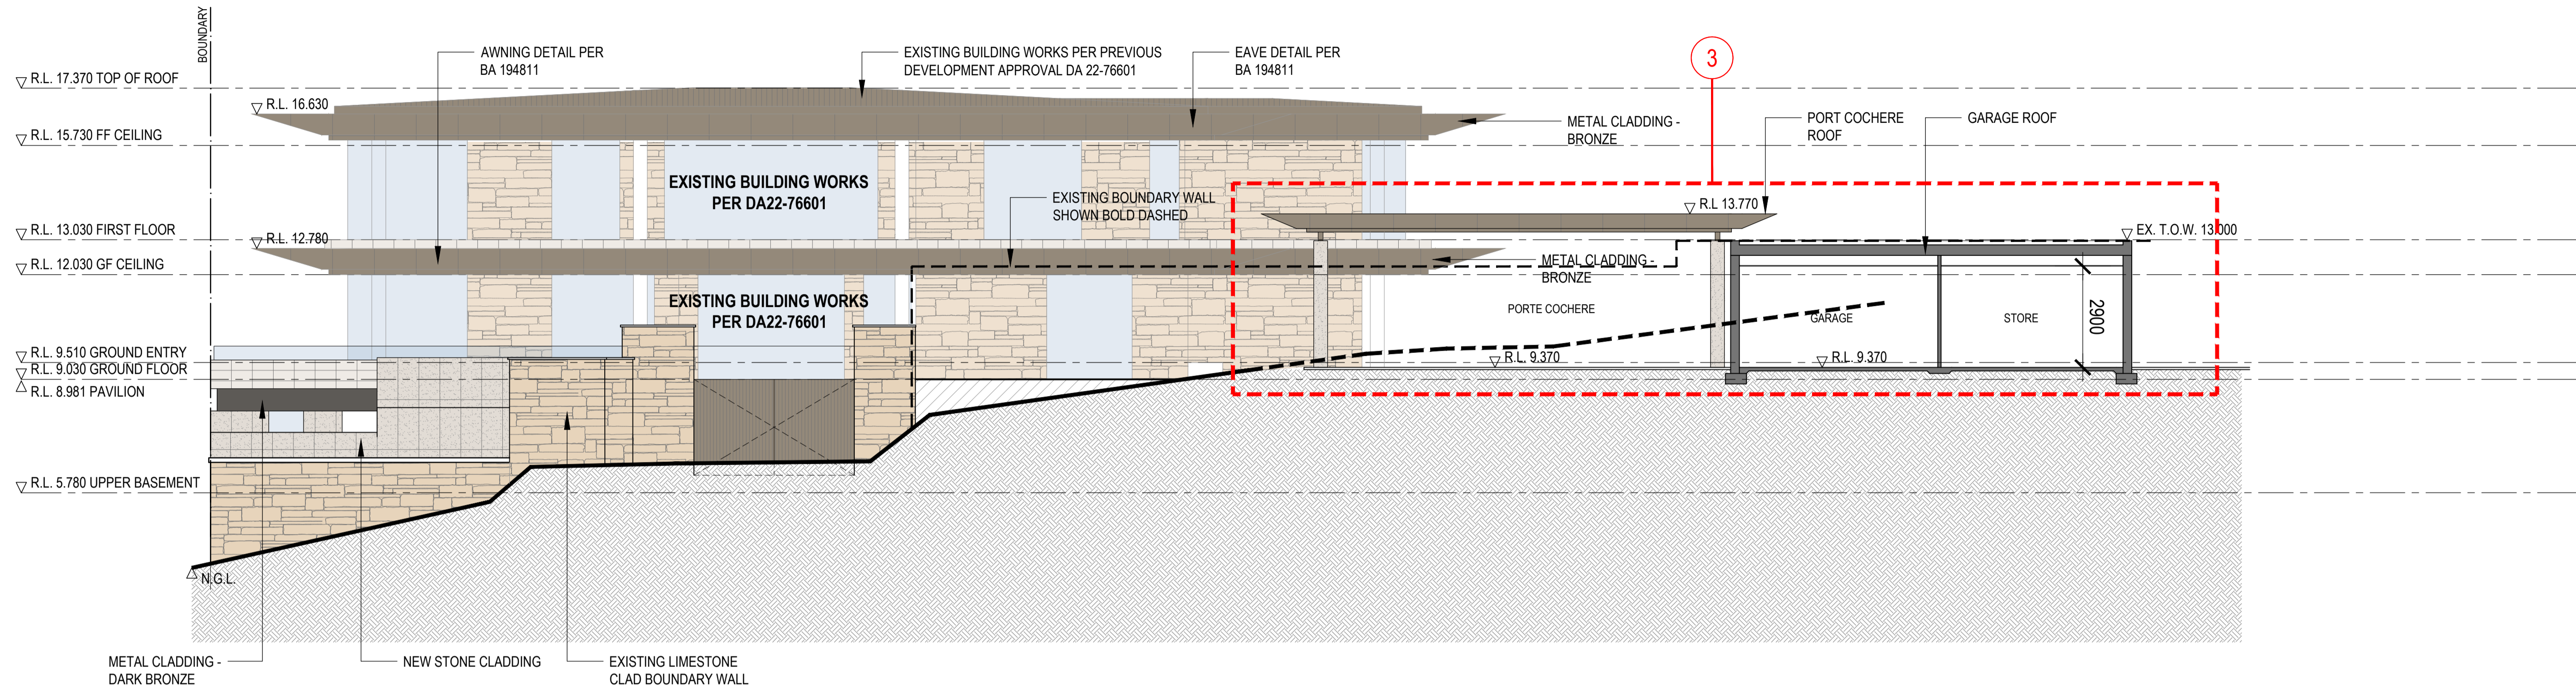 BOUNDARY
AWNING DETAIL PER
BA 194811
EXISTING BUILDING WORKS PER PREVIOUS
DEVELOPMENT APPROVAL DA 22-76601
EAVE DETAIL PER
BA 194811
3
R.L. 17.370 TOP OF ROOF
R.L. 16.630
METAL CLADDING -
BRONZE
PORT COCHERE
ROOF
GARAGE ROOF
R.L. 15.730 FF CEILING
EXISTING BUILDING WORKS
PER DA22-76601
EXISTING BOUNDARY WALL
SHOWN BOLD DASHED
R.L 13.770
R.L. 13.030 FIRST FLOOR
R.L. 12.780
EX. T.O.W. 13.000
R.L. 12.030 GF CEILING
METAL CLADDING -
BRONZE
EXISTING BUILDING WORKS
PER DA22-76601
PORTE COCHERE
GARAGE
STORE
2900
R.L. 9.510 GROUND ENTRY
R.L. 9.370
R.L. 9.370
R.L. 9.030 GROUND FLOOR
R.L. 8.981 PAVILION
R.L. 5.780 UPPER BASEMENT
N.G.L.
METAL CLADDING -
DARK BRONZE
NEW STONE CLADDING
EXISTING LIMESTONE
CLAD BOUNDARY WALL